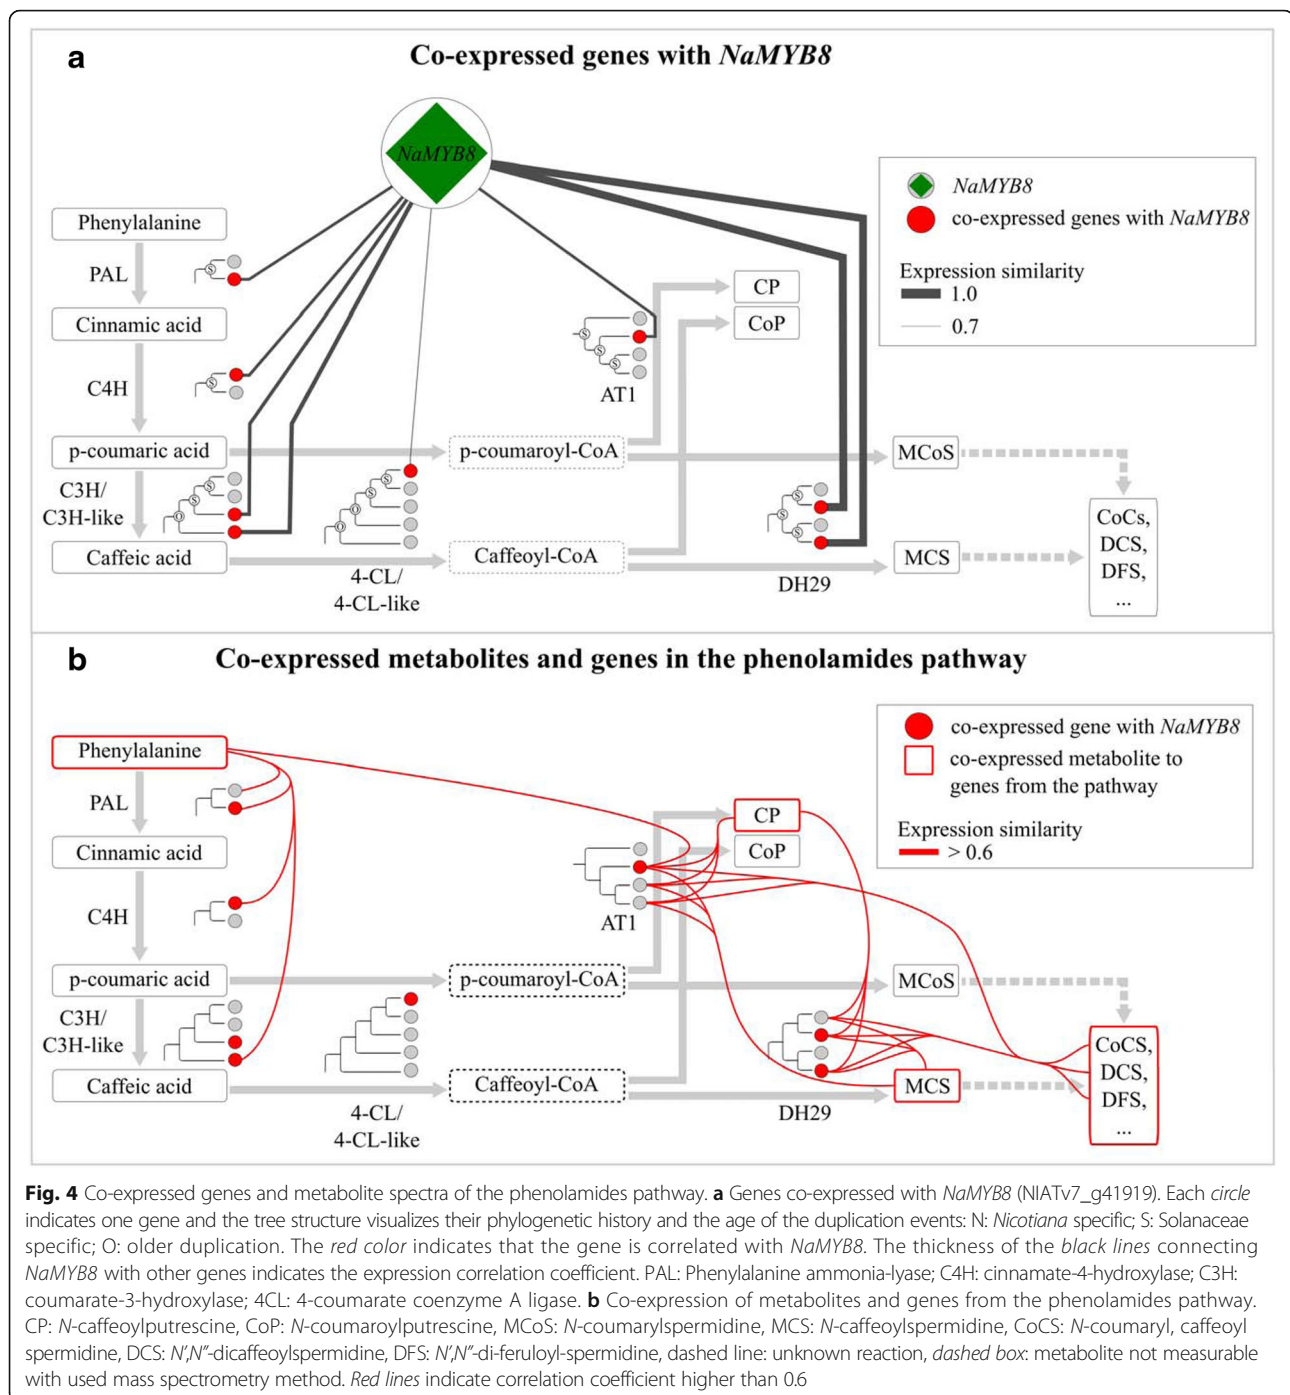 a
Co-expressed genes with NaMYB8
NaMYB8
NaMYB8
co-expressed genes with NaMYB8
Expression similarity
1.0
0.7
Phenylalanine
PAL
S
Cinnamic acid
C4H
S
p-coumaric acid
C3H/
C3H-like
S
S
O
Caffeic acid
S
S
O
O
4-CL/
4-CL-like
p-coumaroyl-CoA
Caffeoyl-CoA
CP
CoP
S
S
S
AT1
MCoS
S
S
S
DH29
MCS
CoCs,
DCS,
DFS,
...
b
Co-expressed metabolites and genes in the phenolamides pathway
co-expressed gene with NaMYB8
co-expressed metabolite to
genes from the pathway
Expression similarity
> 0.6
Phenylalanine
PAL
Cinnamic acid
C4H
p-coumaric acid
C3H/
C3H-like
Caffeic acid
4-CL/
4-CL-like
p-coumaroyl-CoA
Caffeoyl-CoA
CP
CoP
AT1
MCoS
DH29
MCS
CoCS,
DCS,
DFS,
...
Fig. 4 Co-expressed genes and metabolite spectra of the phenolamides pathway. a Genes co-expressed with NaMYB8 (NIATv7_g41919). Each circle
indicates one gene and the tree structure visualizes their phylogenetic history and the age of the duplication events: N: Nicotiana specific; S: Solanaceae
specific; O: older duplication. The red color indicates that the gene is correlated with NaMYB8. The thickness of the black lines connecting
NaMYB8 with other genes indicates the expression correlation coefficient. PAL: Phenylalanine ammonia-lyase; C4H: cinnamate-4-hydroxylase; C3H:
coumarate-3-hydroxylase; 4CL: 4-coumarate coenzyme A ligase. b Co-expression of metabolites and genes from the phenolamides pathway.
CP: N-caffeoylputrescine, CoP: N-coumaroylputrescine, MCoS: N-coumarylspermidine, MCS: N-caffeoylspermidine, CoCS: N-coumaryl, caffeoyl
spermidine, DCS: N′,N″-dicaffeoylspermidine, DFS: N′,N″-di-feruloyl-spermidine, dashed line: unknown reaction, dashed box: metabolite not measurable
with used mass spectrometry method. Red lines indicate correlation coefficient higher than 0.6